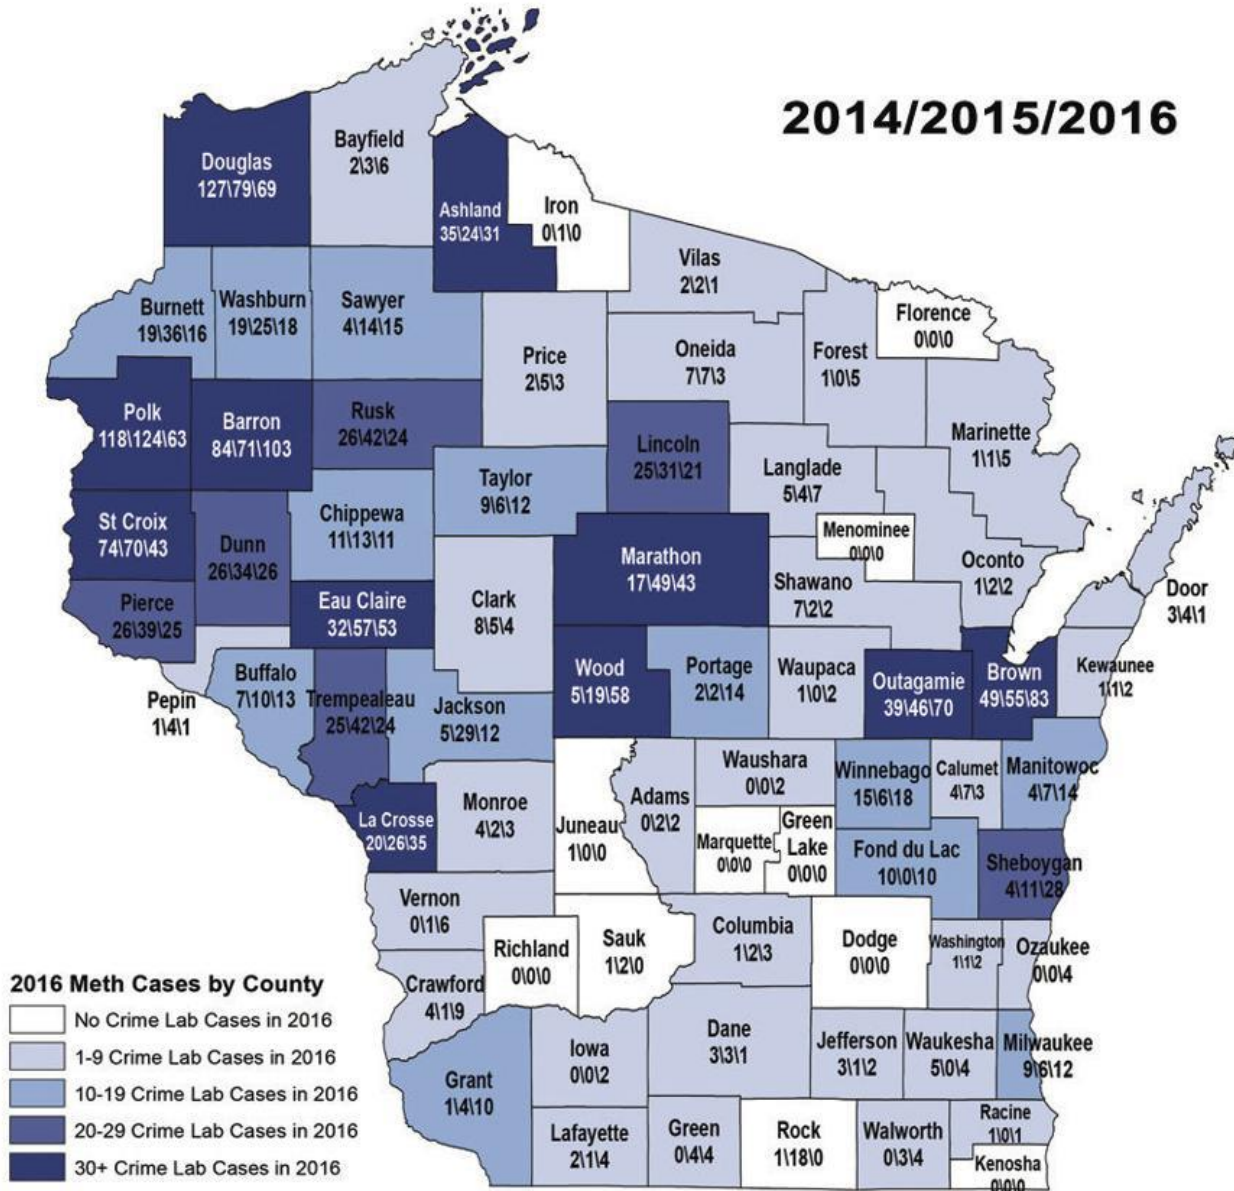 2014/2015/2016
Bayfield
2\3\6
Douglas
127\79\69
Ashland
35\24\31
Iron
0\1\0
Vilas
2\2\1
Burnett
19\36\16
Washburn
19\25\18
Sawyer
4\14\15
Florence
0\0\0
Price
2\5\3
Oneida
7\7\3
Forest
1\0\5
Polk
118\124\63
Barron
84\71\103
Rusk
26\42\24
Marinette
1\1\5
Lincoln
25\31\21
Langlade
5\4\7
Taylor
9\6\12
St Croix
74\70\43
Dunn
26\34\26
Chippewa
11\13\11
Menominee
0\0\0
Marathon
17\49\43
Oconto
1\2\2
Shawano
7\2\2
Door
3\4\1
Pierce
26\39\25
Eau Claire
32\57\53
Clark
8\5\4
Wood
5\19\58
Portage
2\2\14
Waupaca
1\0\2
Outagamie
39\46\70
Brown
49\55\83
Kewaunee
1\1\2
Pepin
1\4\1
Buffalo
7\10\13
Trempealeau
25\42\24
Jackson
5\29\12
Waushara
0\0\2
Winnebago
15\6\18
Calumet
4\7\3
Manitowoc
4\7\14
Adams
0\2\2
Monroe
4\2\3
La Crosse
20\26\35
Juneau
1\0\0
Marquette
0\0\0
Green
Lake
0\0\0
Fond du Lac
10\0\10
Sheboygan
4\11\28
Vernon
0\1\6
Richland
0\0\0
Sauk
1\2\0
Columbia
1\2\3
Dodge
0\0\0
Washington
1\1\2
Ozaukee
0\0\4
Crawford
4\1\9
Grant
1\4\10
Iowa
0\0\2
Dane
3\3\1
Jefferson
3\1\2
Waukesha
5\0\4
Milwaukee
9\6\12
Lafayette
2\1\4
Green
0\4\4
Rock
1\18\0
Walworth
0\3\4
Racine
1\0\1
Kenosha
0\0\0
2016 Meth Cases by County
No Crime Lab Cases in 2016
1-9 Crime Lab Cases in 2016
10-19 Crime Lab Cases in 2016
20-29 Crime Lab Cases in 2016
30+ Crime Lab Cases in 2016